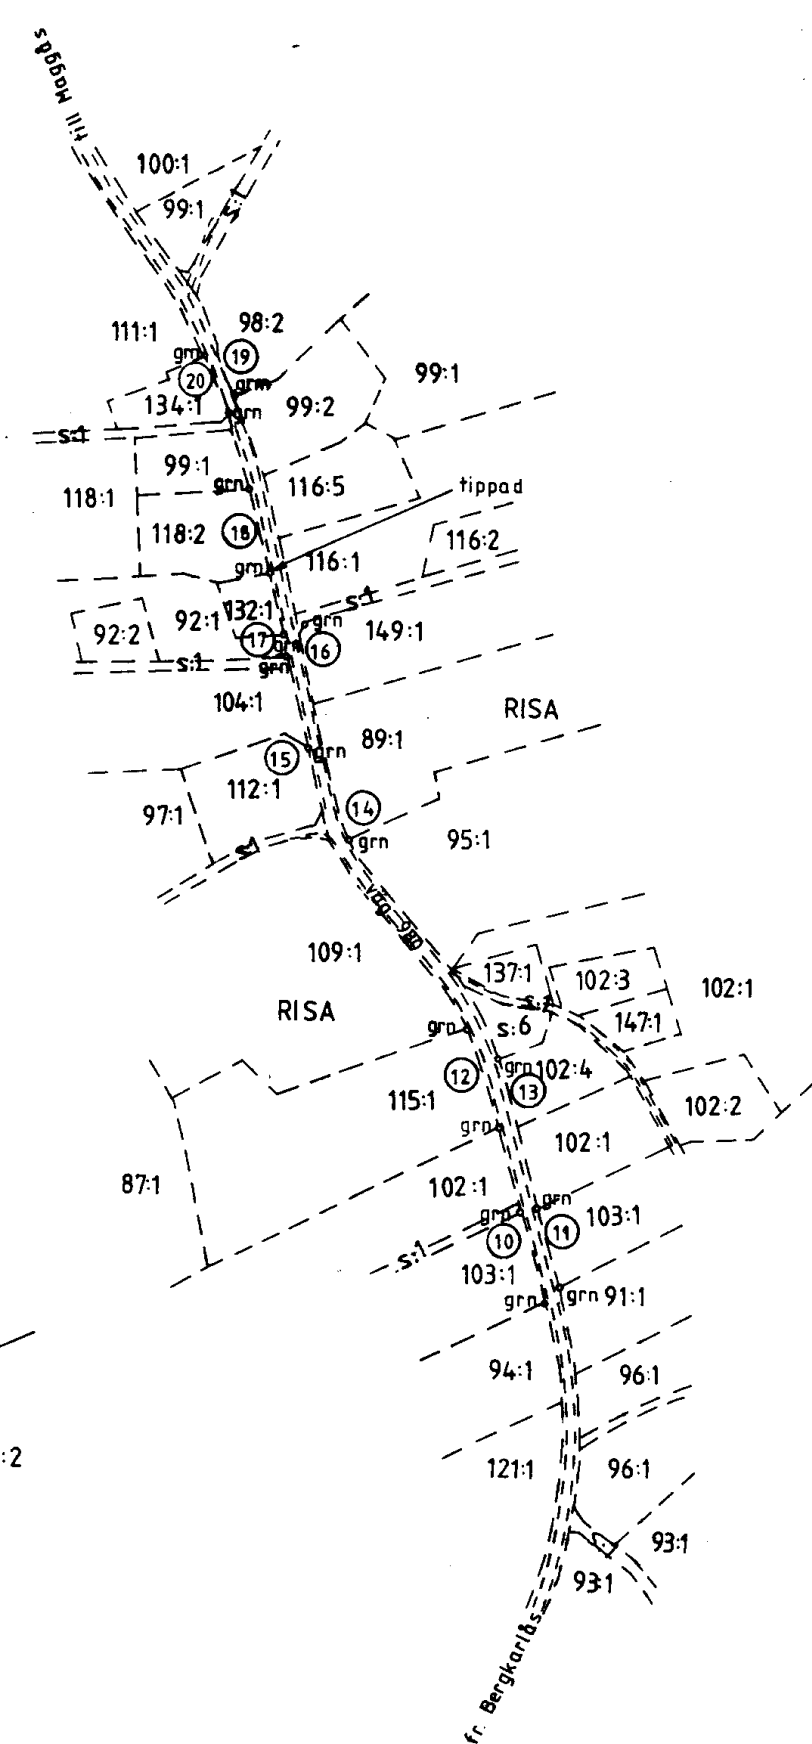 till Maggås
100:1
99:1
s:1
111:1
98:2
grn
19
20
grn
99:1
134:1
grn
99:2
s:1
99:1
118:1
grn
116:5
tippad
118:2
18
116:2
grn
116:1
s:1
132:1
92:1
grn
149:1
92:2
17
grn
16
s:1
grn
104:1
RISA
15
grn
89:1
112:1
97:1
14
grn
95:1
s:1
väg 980
109:1
137:1
102:3
102:1
s:1
RISA
grn
s:6
147:1
12
grn
102:4
13
115:1
102:2
grn
102:1
87:1
102:1
grn
grn
103:1
10
11
s:1
103:1
grn
grn
91:1
94:1
96:1
:2
121:1
96:1
93:1
93:1
fr. Bergkarlås